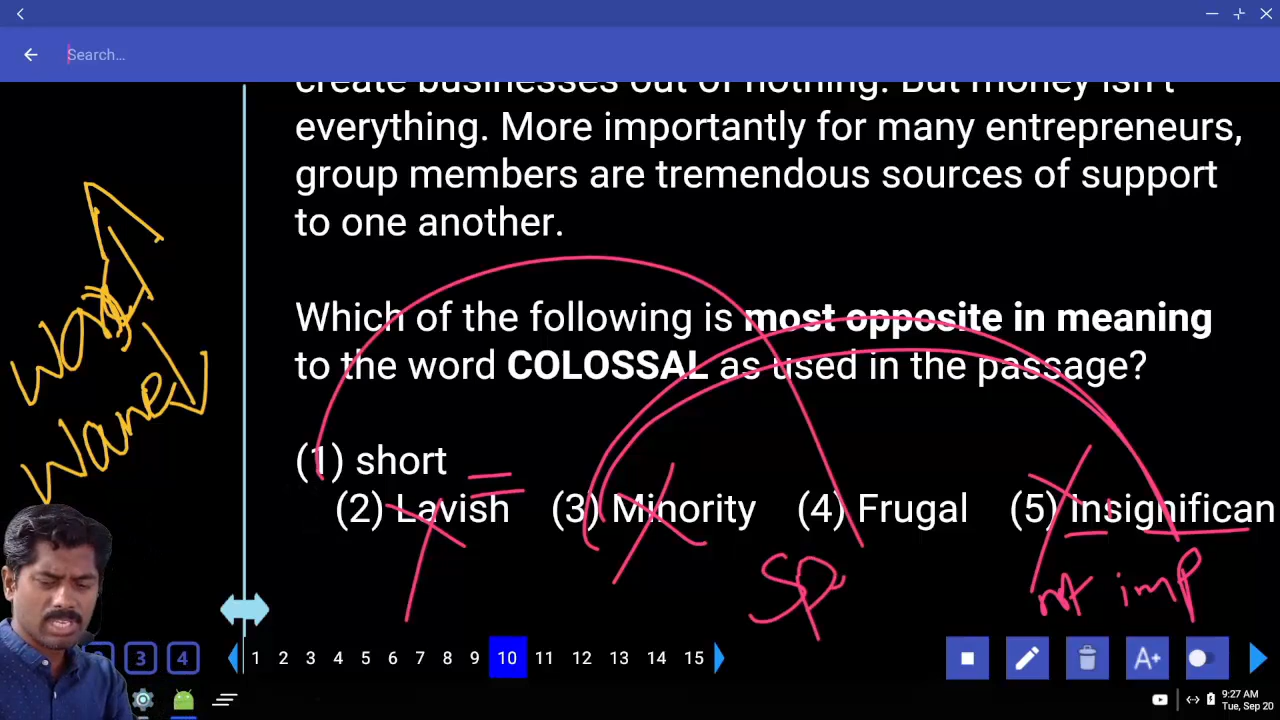 Search...
create businesses out of nothing. But money isn't
everything. More importantly for many entrepreneurs,
group members are tremendous sources of support
to one another.
Which of the following is most opposite in meaning
to the word COLOSSAL as used in the passage?
(1) short
(2) Lavish (3) Minority (4) Frugal (5) Insignifican
Wane
SP
not imp
3 4 1 2 3 4 5 6 7 8 9 10 11 12 13 14 15 A+
9:27 AM
Tue, Sep 20